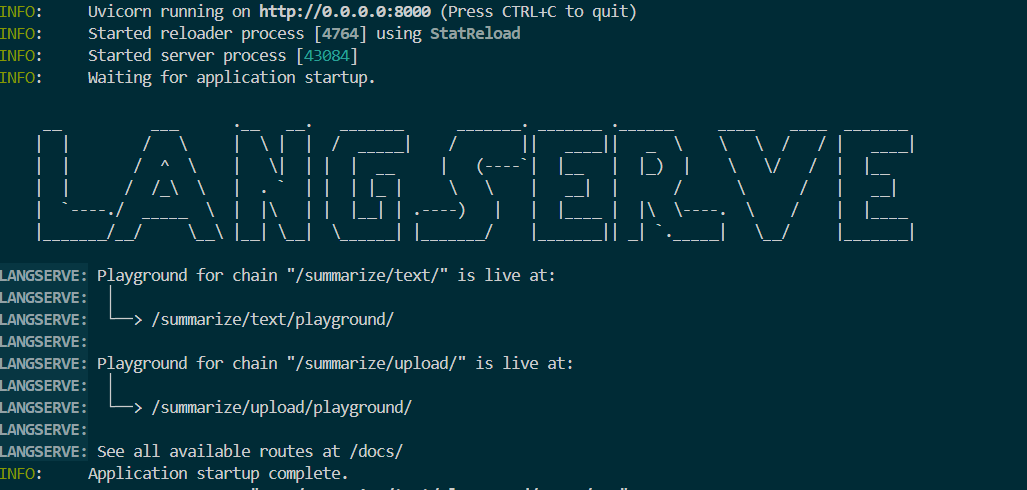 INFO:     Uvicorn running on http://0.0.0.0:8000 (Press CTRL+C to quit)
INFO:     Started reloader process [4764] using StatReload
INFO:     Started server process [43084]
INFO:     Waiting for application startup.
LANGSERVE
LANGSERVE: Playground for chain "/summarize/text/" is live at:
LANGSERVE:  │
LANGSERVE:  └──> /summarize/text/playground/
LANGSERVE:
LANGSERVE: Playground for chain "/summarize/upload/" is live at:
LANGSERVE:  │
LANGSERVE:  └──> /summarize/upload/playground/
LANGSERVE:
LANGSERVE: See all available routes at /docs/
INFO:     Application startup complete.